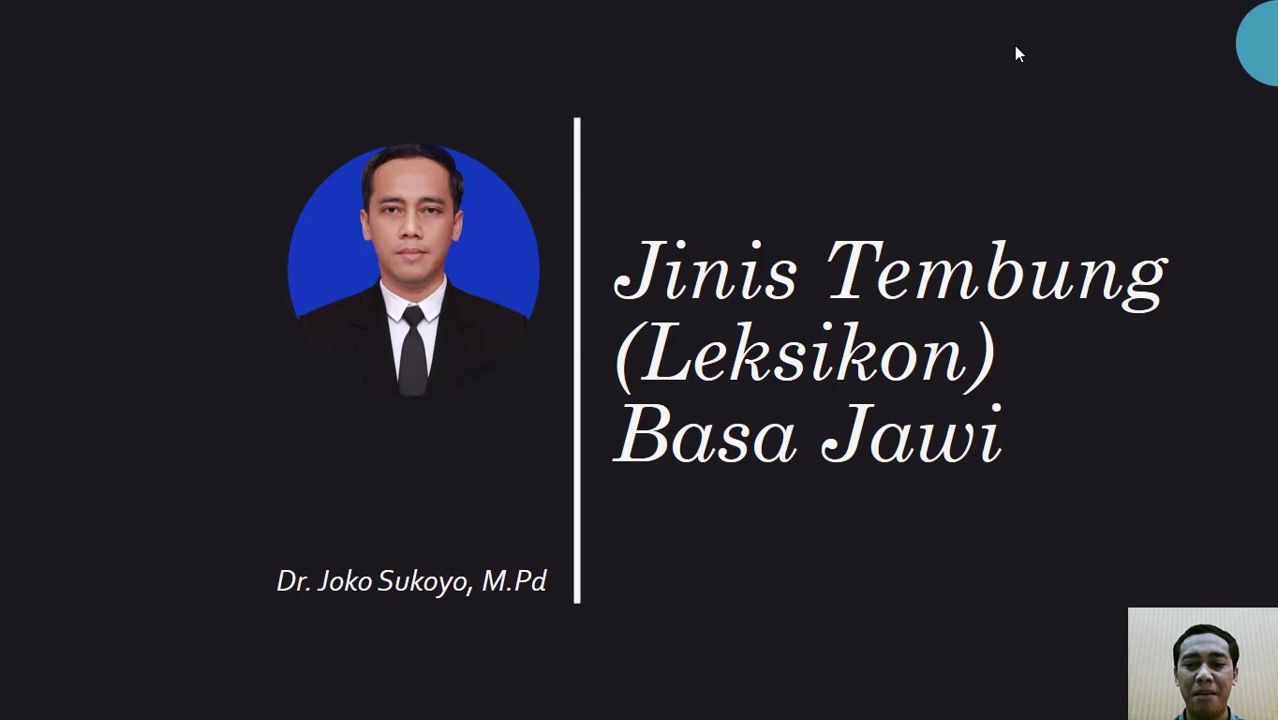 Jinis Tembung
(Leksikon)
Basa Jawi
Dr. Joko Sukoyo, M.Pd